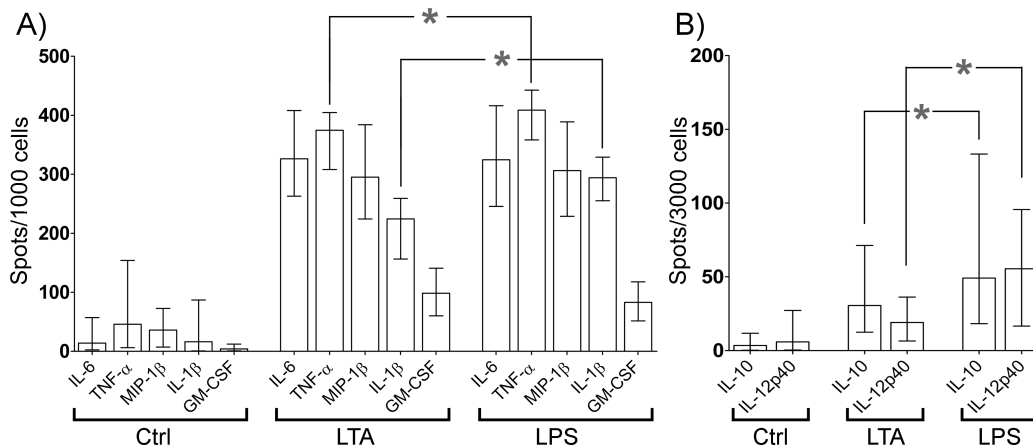 A)
Spots/1000 cells
500
400
300
200
100
0
*
*
IL-6
TNF-α
MIP-1β
IL-1β
GM-CSF
IL-6
TNF-α
MIP-1β
IL-1β
GM-CSF
IL-6
TNF-α
MIP-1β
IL-1β
GM-CSF
Ctrl
LTA
LPS
B)
Spots/3000 cells
200
150
100
50
0
*
*
IL-10
IL-12p40
IL-10
IL-12p40
IL-10
IL-12p40
Ctrl
LTA
LPS